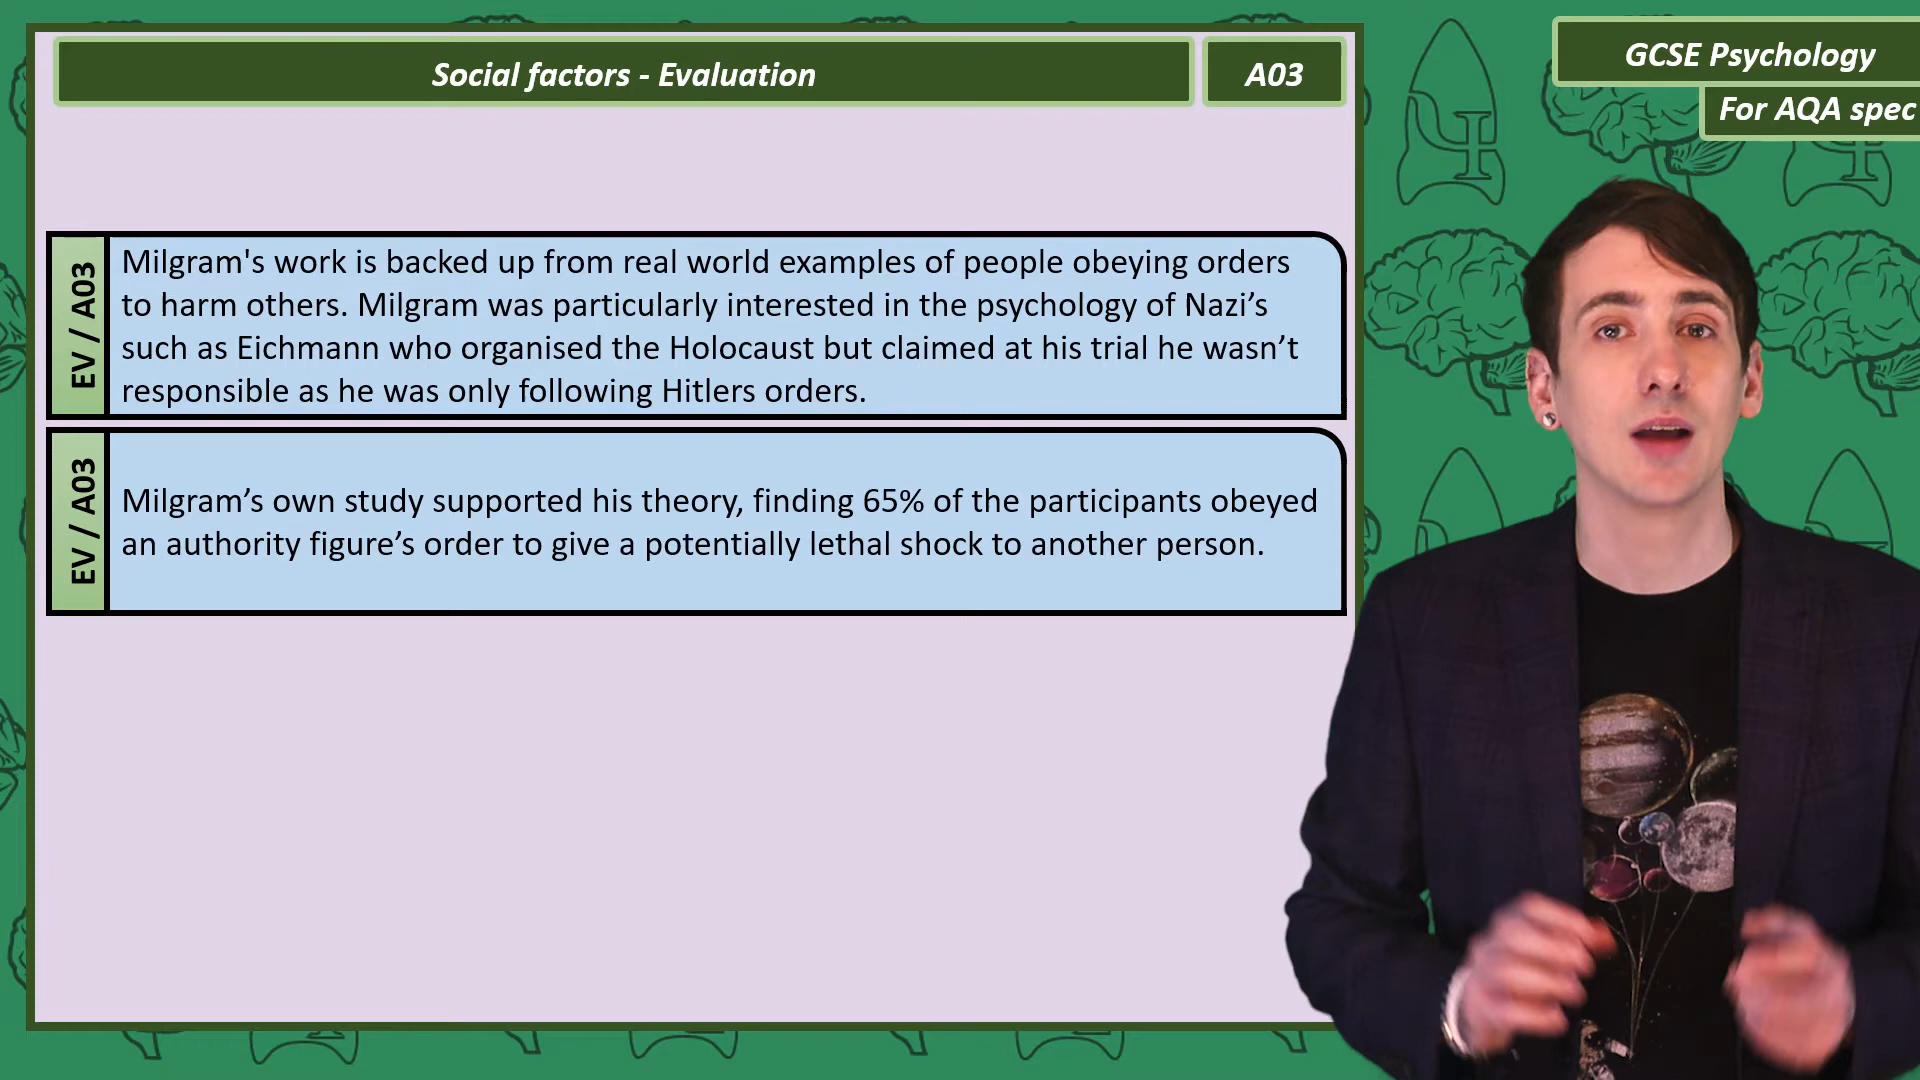 Social factors - Evaluation
A03
GCSE Psychology
For AQA spec
EV / A03
Milgram's work is backed up from real world examples of people obeying orders
to harm others. Milgram was particularly interested in the psychology of Nazi’s
such as Eichmann who organised the Holocaust but claimed at his trial he wasn’t
responsible as he was only following Hitlers orders.
EV / A03
Milgram’s own study supported his theory, finding 65% of the participants obeyed
an authority figure’s order to give a potentially lethal shock to another person.